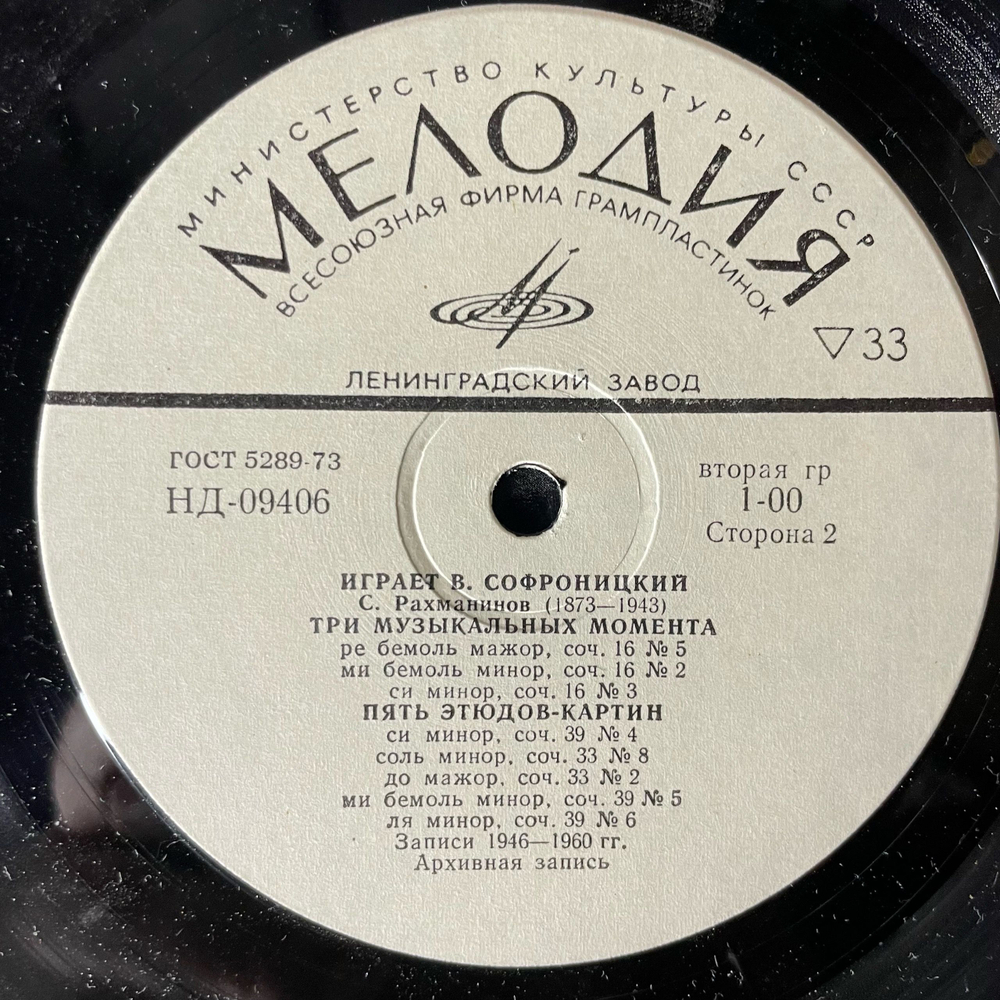 МИНИСТЕРСТВО КУЛЬТУРЫ СССР
МЕЛОДИЯ
ВСЕСОЮЗНАЯ ФИРМА ГРАМПЛАСТИНОК
▽33
ЛЕНИНГРАДСКИЙ ЗАВОД
ГОСТ 5289-73
НД-09406
вторая гр
1-00
Сторона 2
ИГРАЕТ В. СОФРОНИЦКИЙ
С. Рахманинов (1873—1943)
ТРИ МУЗЫКАЛЬНЫХ МОМЕНТА
ре бемоль мажор, соч. 16 № 5
ми бемоль минор, соч. 16 № 2
си минор, соч. 16 № 3
ПЯТЬ ЭТЮДОВ-КАРТИН
си минор, соч. 39 № 4
соль минор, соч. 33 № 8
до мажор, соч. 33 № 2
ми бемоль минор, соч. 39 № 5
ля минор, соч. 39 № 6
Записи 1946—1960 гг.
Архивная запись